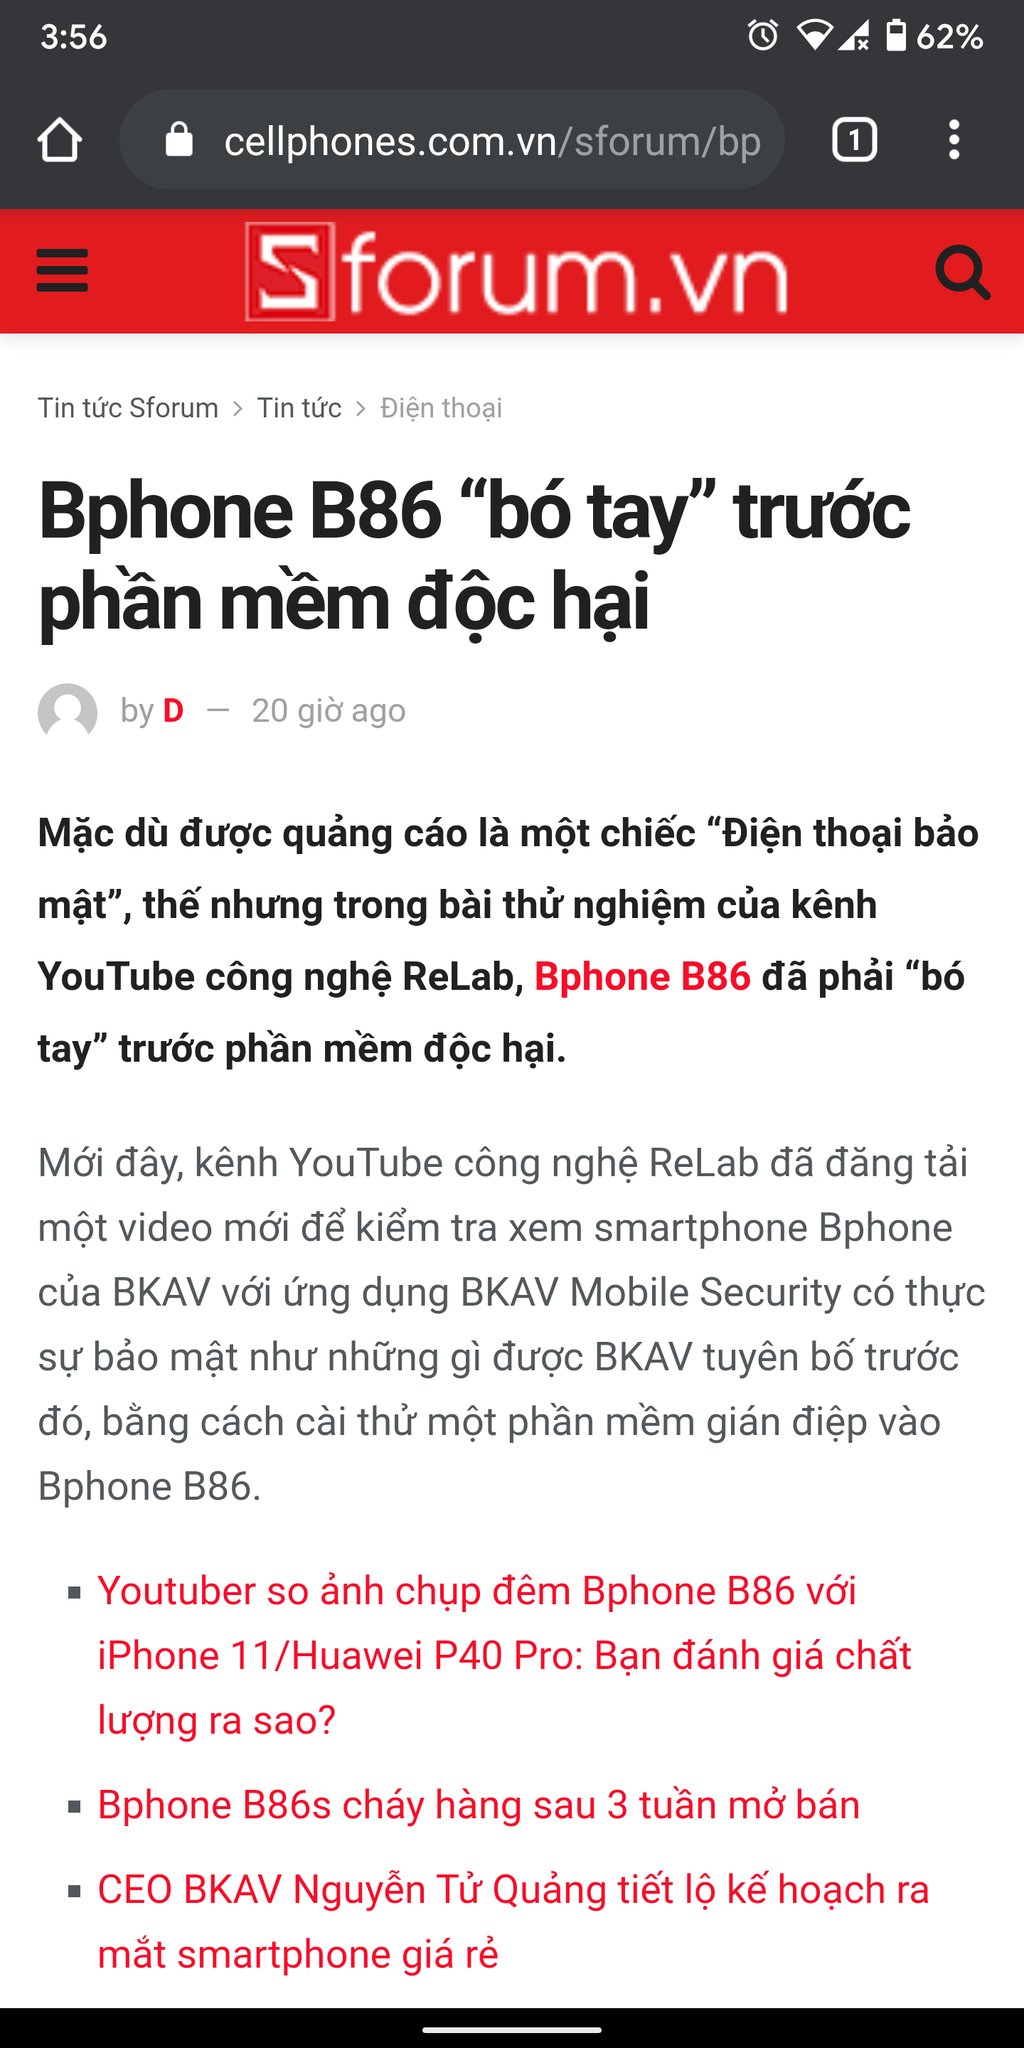 3:56
62%
cellphones.com.vn/sforum/bp
1
Sforum.vn
Tin tức Sforum > Tin tức > Điện thoại
Bphone B86 “bó tay” trước
phần mềm độc hại
by D — 20 giờ ago
Mặc dù được quảng cáo là một chiếc “Điện thoại bảo
mật”, thế nhưng trong bài thử nghiệm của kênh
YouTube công nghệ ReLab, Bphone B86 đã phải “bó
tay” trước phần mềm độc hại.
Mới đây, kênh YouTube công nghệ ReLab đã đăng tải
một video mới để kiểm tra xem smartphone Bphone
của BKAV với ứng dụng BKAV Mobile Security có thực
sự bảo mật như những gì được BKAV tuyên bố trước
đó, bằng cách cài thử một phần mềm gián điệp vào
Bphone B86.
Youtuber so ảnh chụp đêm Bphone B86 với
iPhone 11/Huawei P40 Pro: Bạn đánh giá chất
lượng ra sao?
Bphone B86s cháy hàng sau 3 tuần mở bán
CEO BKAV Nguyễn Tử Quảng tiết lộ kế hoạch ra
mắt smartphone giá rẻ